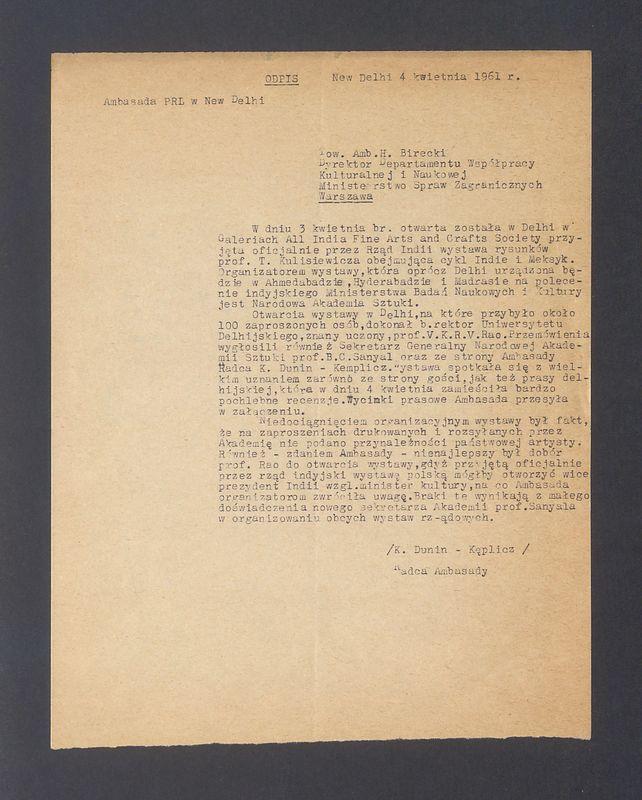 ODPIS New Delhi 4 kwietnia 1961 r.
Ambasada PRL w New Delhi
Tow. Amb.H. Birecki
Dyrektor Departamentu Współpracy
Kulturalnej i Naukowej
Ministerstwo Spraw Zagranicznych
Warszawa
W dniu 3 kwietnia br. otwarta została w Delhi w
Galeriach All India Fine Arts and Crafts Society przy-
jęta oficjalnie przez Rząd Indii wystawa rysunków
prof. T. Kulisiewicza obejmująca cykl Indie i Meksyk.
Organizatorem wystawy,która oprócz Delhi urządzona bę-
dzie w Ahmedabadzie,Hyderabadzie i Madrasie na polece-
nie indyjskiego Ministerstwa Badań Naukowych i Kultury
jest Narodowa Akademia Sztuki.
Otwarcia wystawy w Delhi,na które przybyło około
100 zaproszonych osób,dokonał b.rektor Uniwersytetu
Delhijskiego,znany uczony,prof.V.K.R.V.Rao.Przemówienia
wygłosili również Sekretarz Generalny Narodowej Akade-
mii Sztuki prof.B.C.Sanyal oraz ze strony Ambasady
Radca K. Dunin - Kemplicz.Wystawa spotkała się z wiel-
kim uznaniem zarówno ze strony gości,jak też prasy del-
hijskiej,która w dniu 4 kwietnia zamieściła bardzo
pochlebne recenzje.Wycinki prasowe Ambasada przesyła
w załączeniu.
Niedociągnięciem organizacyjnym wystawy był fakt,
że na zaproszeniach drukowanych i rozsyłanych przez
Akademię nie podano przynależności państwowej artysty.
Również - zdaniem Ambasady - nienajlepszy był dobór
prof. Rao do otwarcia wystawy,gdyż przyjętą oficjalnie
przez rząd indyjski wystawę polską mógłby otworzyć wice
prezydent Indii wzgl.minister kultury,na co Ambasada
organizatorom zwróciła uwagę.Braki te wynikają z małego
doświadczenia nowego sekretarza Akademii prof.Sanyala
w organizowaniu obcych wystaw rz-ądowych.
/K. Dunin - Kęplicz /
Radca Ambasady